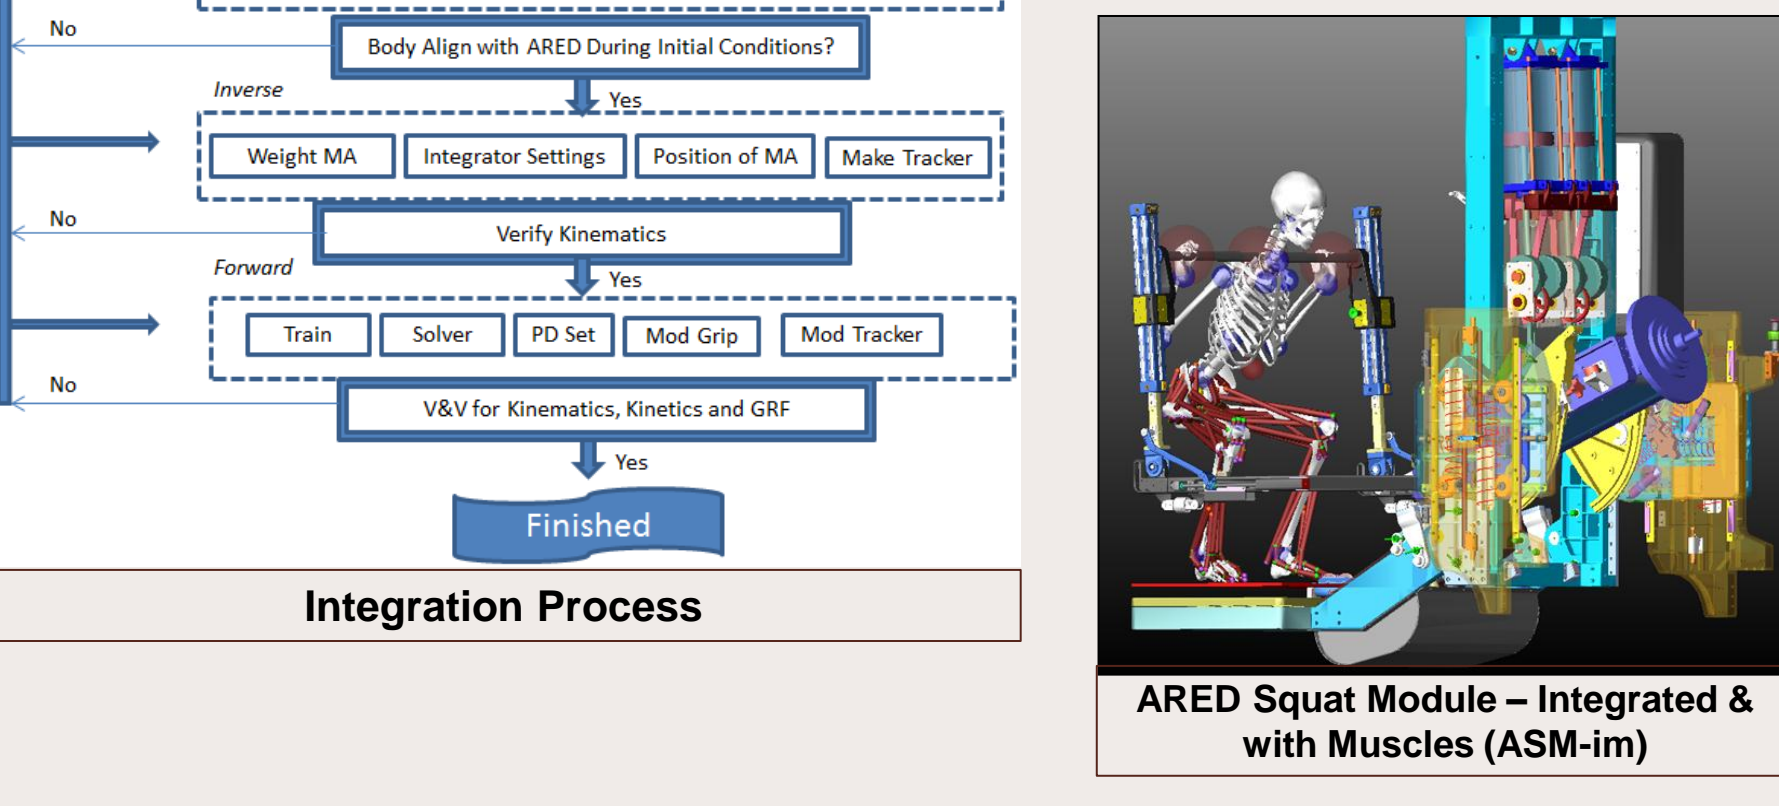 No
Body Align with ARED During Initial Conditions?
Inverse
Yes
Weight MA
Integrator Settings
Position of MA
Make Tracker
No
Verify Kinematics
Forward
Yes
Train
Solver
PD Set
Mod Grip
Mod Tracker
No
V&V for Kinematics, Kinetics and GRF
Yes
Finished
Integration Process
ARED Squat Module – Integrated &
with Muscles (ASM-im)